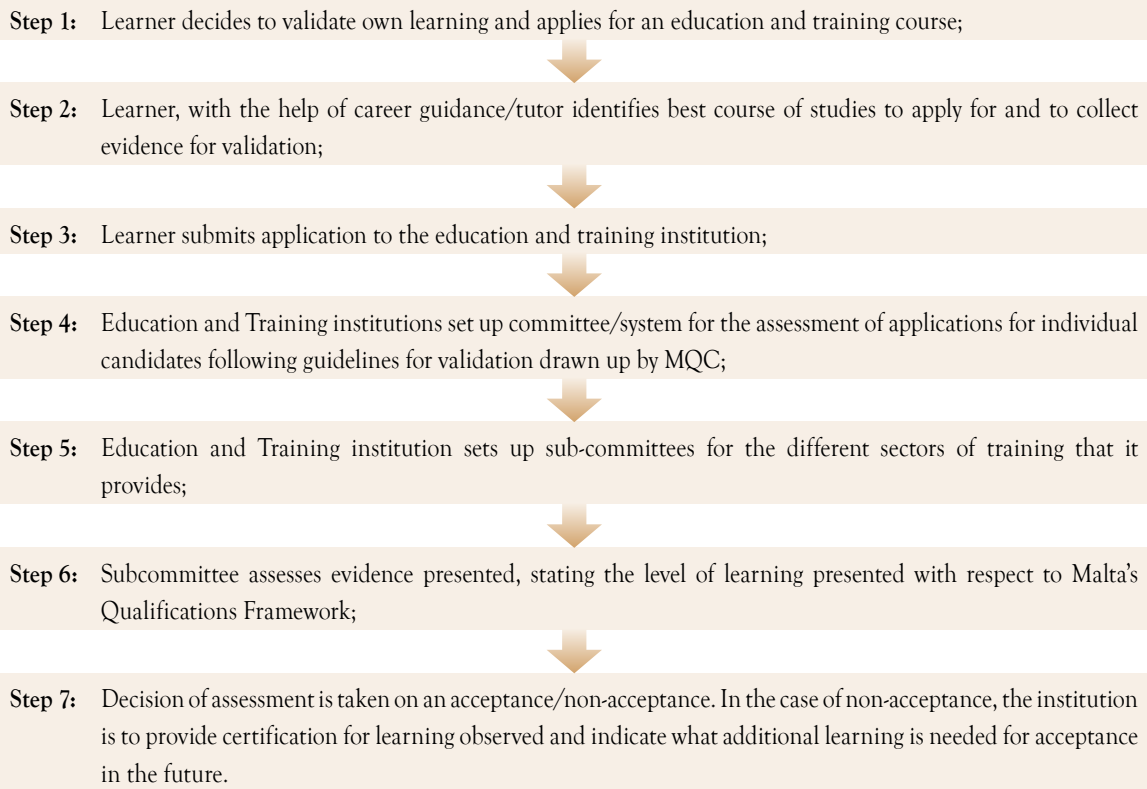 Step 1: Learner decides to validate own learning and applies for an education and training course;
Step 2: Learner, with the help of career guidance/tutor identifies best course of studies to apply for and to collect
evidence for validation;
Step 3: Learner submits application to the education and training institution;
Step 4: Education and Training institutions set up committee/system for the assessment of applications for individual
candidates following guidelines for validation drawn up by MQC;
Step 5: Education and Training institution sets up sub-committees for the different sectors of training that it
provides;
Step 6: Subcommittee assesses evidence presented, stating the level of learning presented with respect to Malta's
Qualifications Framework;
Step 7: Decision of assessment is taken on an acceptance/non-acceptance. In the case of non-acceptance, the institution
is to provide certification for learning observed and indicate what additional learning is needed for acceptance
in the future.